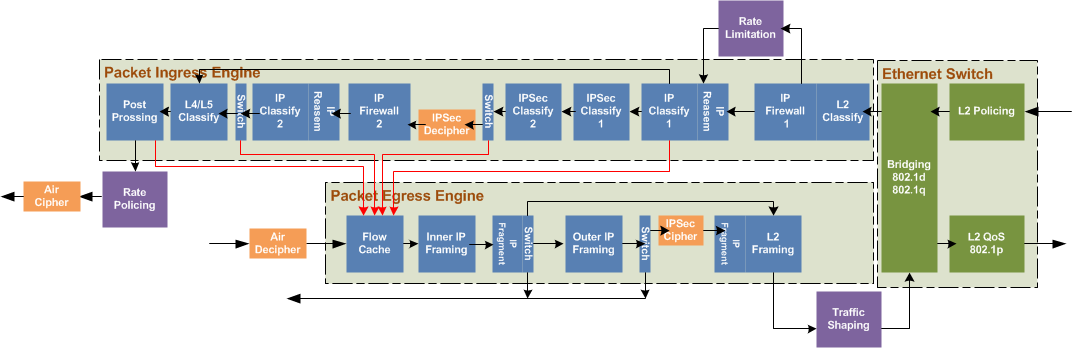 Rate
Limitation
Packet Ingress Engine
Ethernet Switch
Post
Prossing
L4/L5
Classify
Switch
IP
Classify
2
IP
Reasem
IP
Firewall
2
IPSec
Decipher
Switch
IPSec
Classify
2
IPSec
Classify
1
IP
Classify
1
IP
Reasem
IP
Firewall
1
L2
Classify
L2 Policing
Bridging
802.1d
802.1q
Air
Cipher
Rate
Policing
Packet Egress Engine
Air
Decipher
Flow
Cache
Inner IP
Framing
IP
Fragment
Switch
Outer IP
Framing
Switch
IPSec
Cipher
IP
Fragment
L2
Framing
L2 QoS
802.1p
Traffic
Shaping